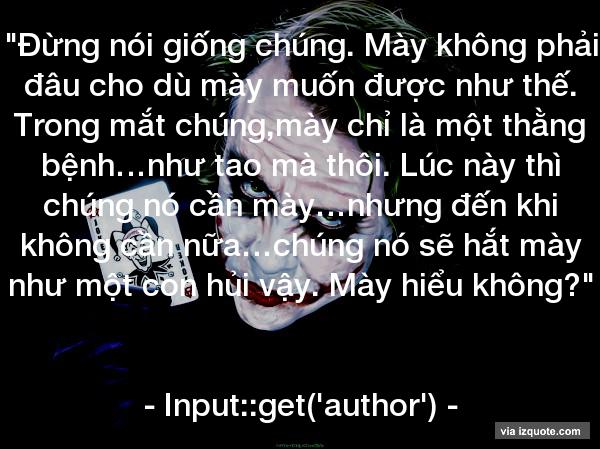 "Đừng nói giống chúng. Mày không phải
đâu cho dù mày muốn được như thế.
Trong mắt chúng,mày chỉ là một thằng
bệnh...như tao mà thôi. Lúc này thì
chúng nó cần mày...nhưng đến khi
không cần nữa...chúng nó sẽ hắt mày
như một con hủi vậy. Mày hiểu không?"
- Input::get('author') -
via izquote.com